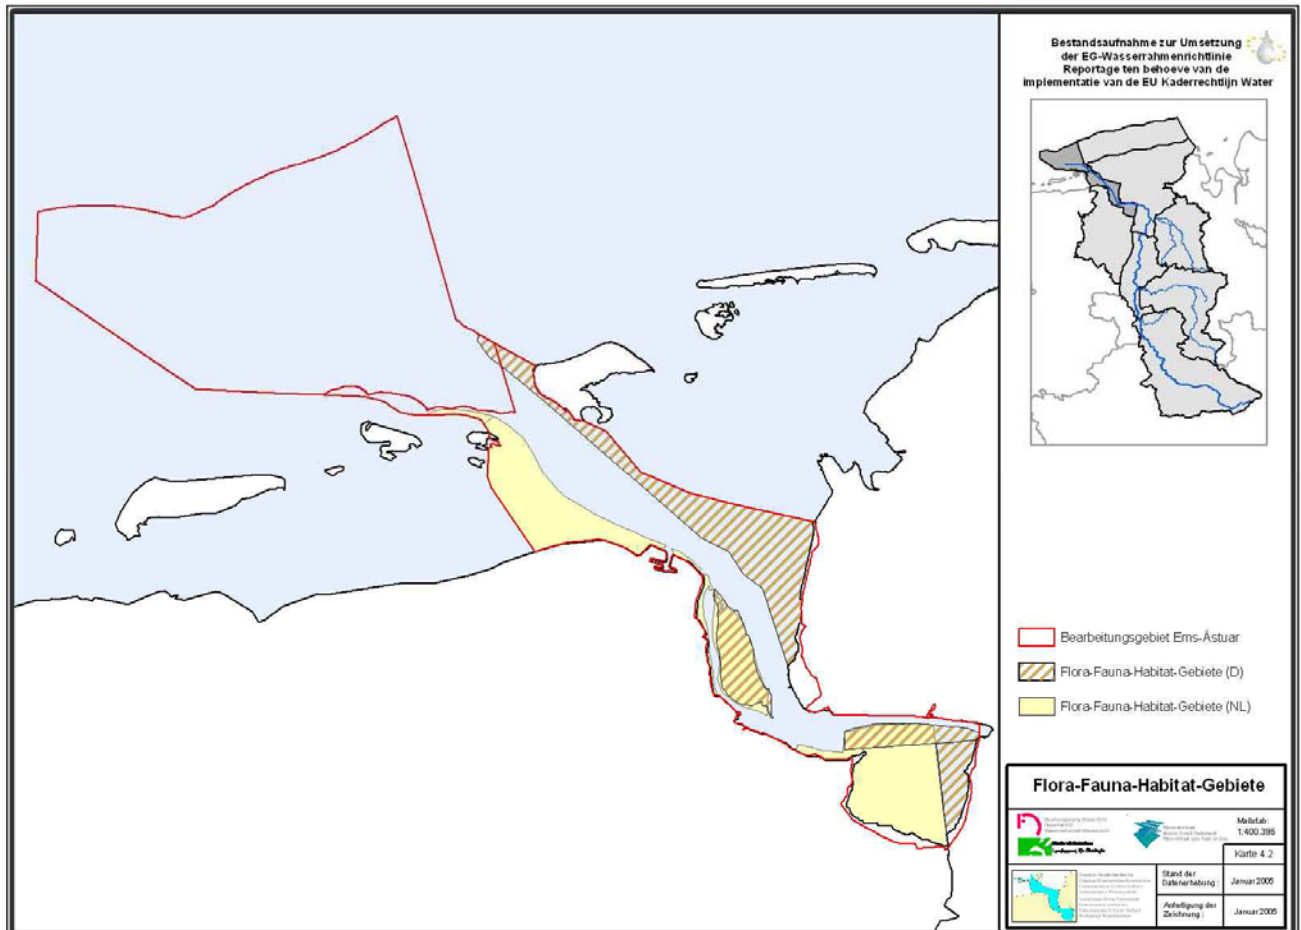 Bestandsaufnahme zur Umsetzung
der EG-Wasserrahmenrichtlinie
Reportage ten behoeve van de
implementatie van de EU Kaderrechtlijn Water
Bearbeitungsgebiet Ems-Ästuar
Flora-Fauna-Habitat-Gebiete (D)
Flora-Fauna-Habitat-Gebiete (NL)
Flora-Fauna-Habitat-Gebiete
Maßstab:
1:400.395
Karte 4.2
Stand der
Datenerhebung :
Januar 2005
Anfertigung der
Zeichnung :
Januar 2005